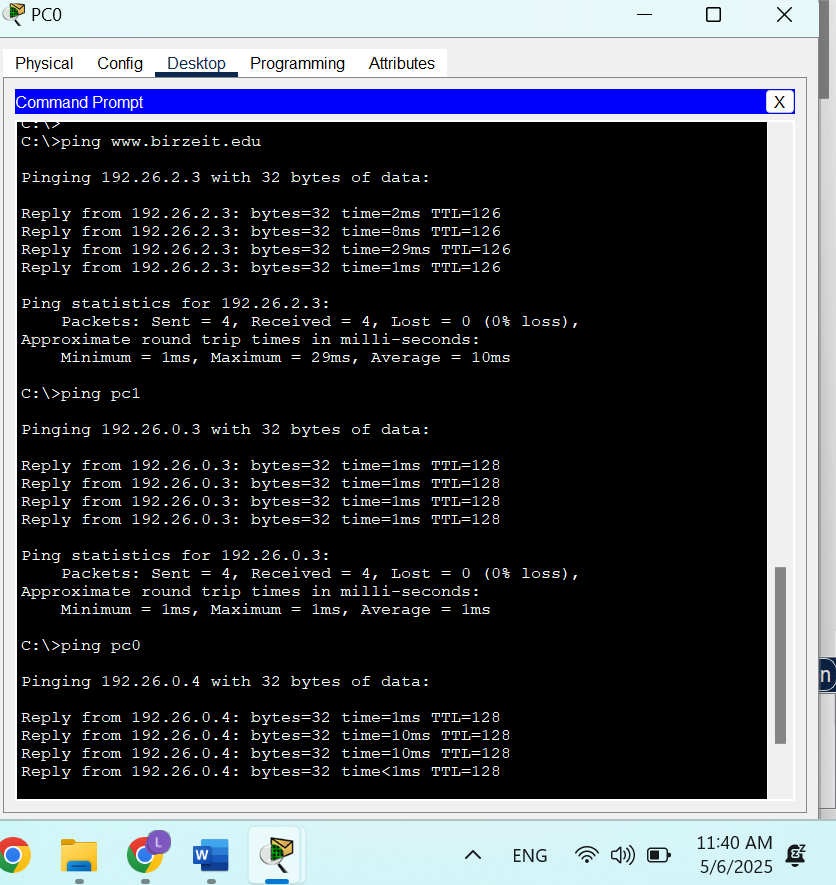 PC0
Physical Config Desktop Programming Attributes
Command Prompt X
C:\>
C:\>ping www.birzeit.edu
Pinging 192.26.2.3 with 32 bytes of data:
Reply from 192.26.2.3: bytes=32 time=2ms TTL=126
Reply from 192.26.2.3: bytes=32 time=8ms TTL=126
Reply from 192.26.2.3: bytes=32 time=29ms TTL=126
Reply from 192.26.2.3: bytes=32 time=1ms TTL=126
Ping statistics for 192.26.2.3:
Packets: Sent = 4, Received = 4, Lost = 0 (0% loss),
Approximate round trip times in milli-seconds:
Minimum = 1ms, Maximum = 29ms, Average = 10ms
C:\>ping pc1
Pinging 192.26.0.3 with 32 bytes of data:
Reply from 192.26.0.3: bytes=32 time=1ms TTL=128
Reply from 192.26.0.3: bytes=32 time=1ms TTL=128
Reply from 192.26.0.3: bytes=32 time=1ms TTL=128
Reply from 192.26.0.3: bytes=32 time=1ms TTL=128
Ping statistics for 192.26.0.3:
Packets: Sent = 4, Received = 4, Lost = 0 (0% loss),
Approximate round trip times in milli-seconds:
Minimum = 1ms, Maximum = 1ms, Average = 1ms
C:\>ping pc0
Pinging 192.26.0.4 with 32 bytes of data:
Reply from 192.26.0.4: bytes=32 time=1ms TTL=128
Reply from 192.26.0.4: bytes=32 time=10ms TTL=128
Reply from 192.26.0.4: bytes=32 time=10ms TTL=128
Reply from 192.26.0.4: bytes=32 time<1ms TTL=128
n
L
W
ENG
11:40 AM
5/6/2025